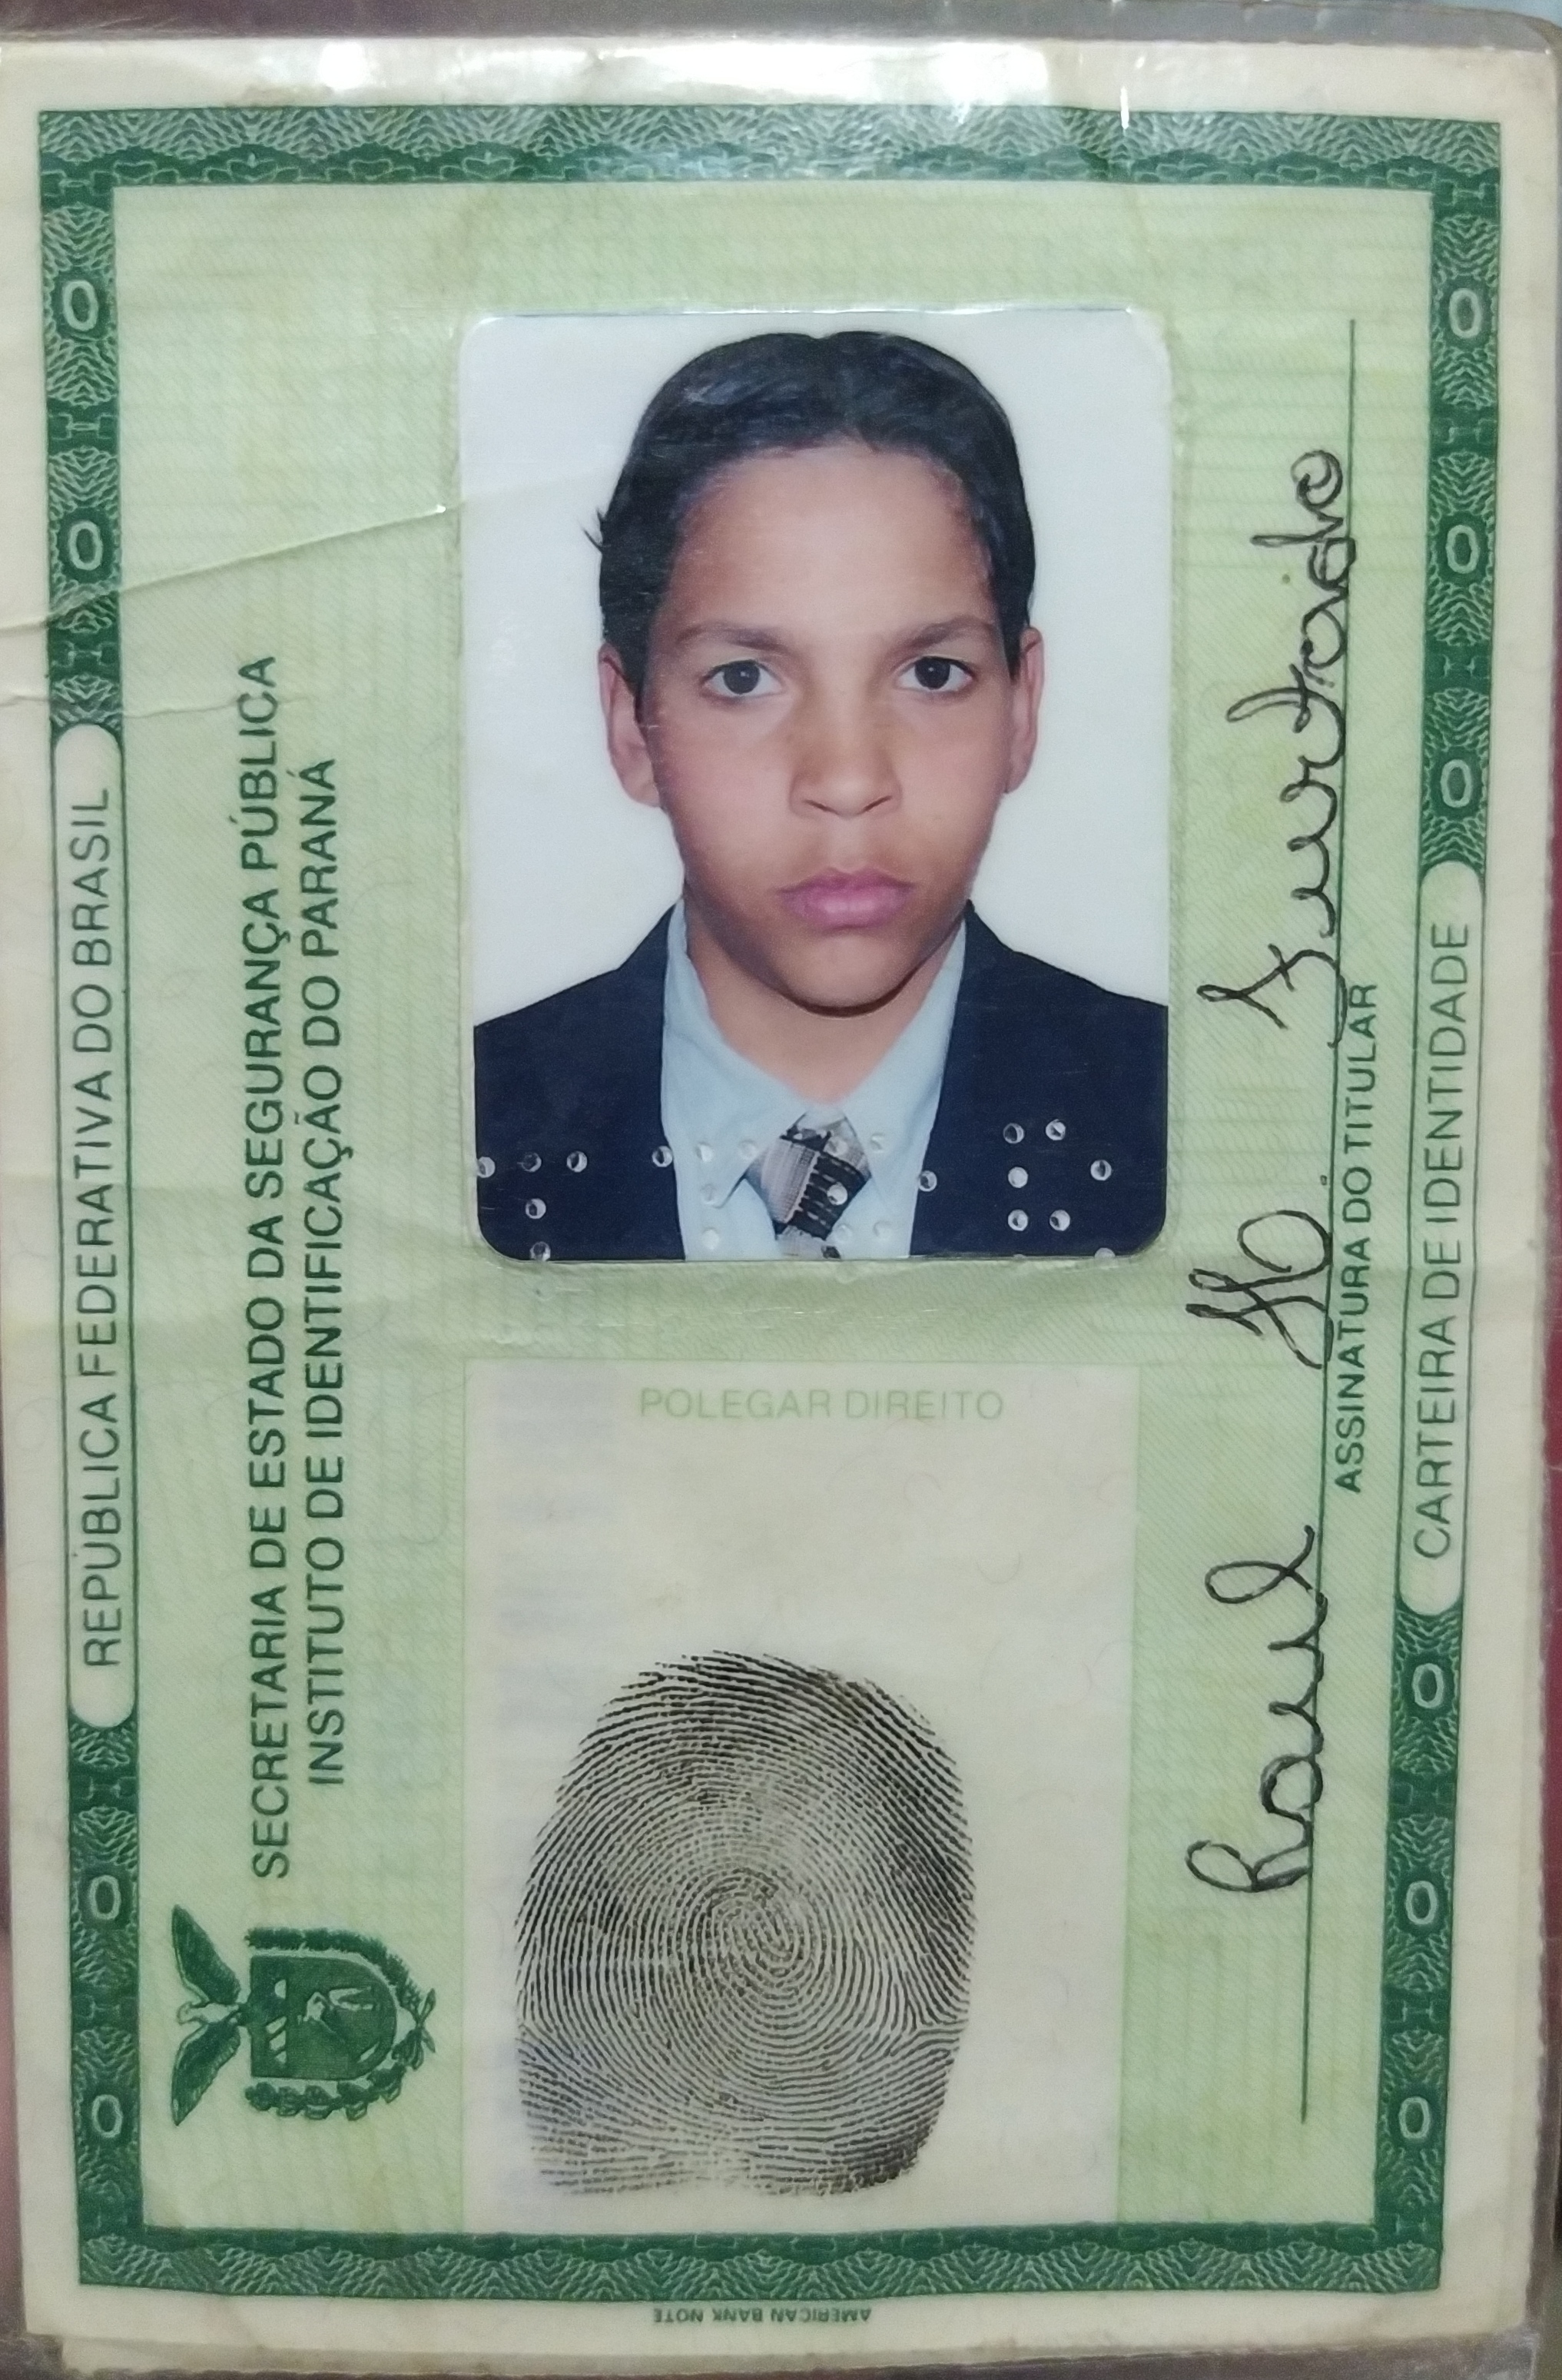 REPÚBLICA FEDERATIVA DO BRASIL
SECRETARIA DE ESTADO DA SEGURANÇA PÚBLICA
INSTITUTO DE IDENTIFICAÇÃO DO PARANÁ
POLEGAR DIREITO
Raul H. Furtado
ASSINATURA DO TITULAR
CARTEIRA DE IDENTIDADE
AMERICAN BANK NOTE